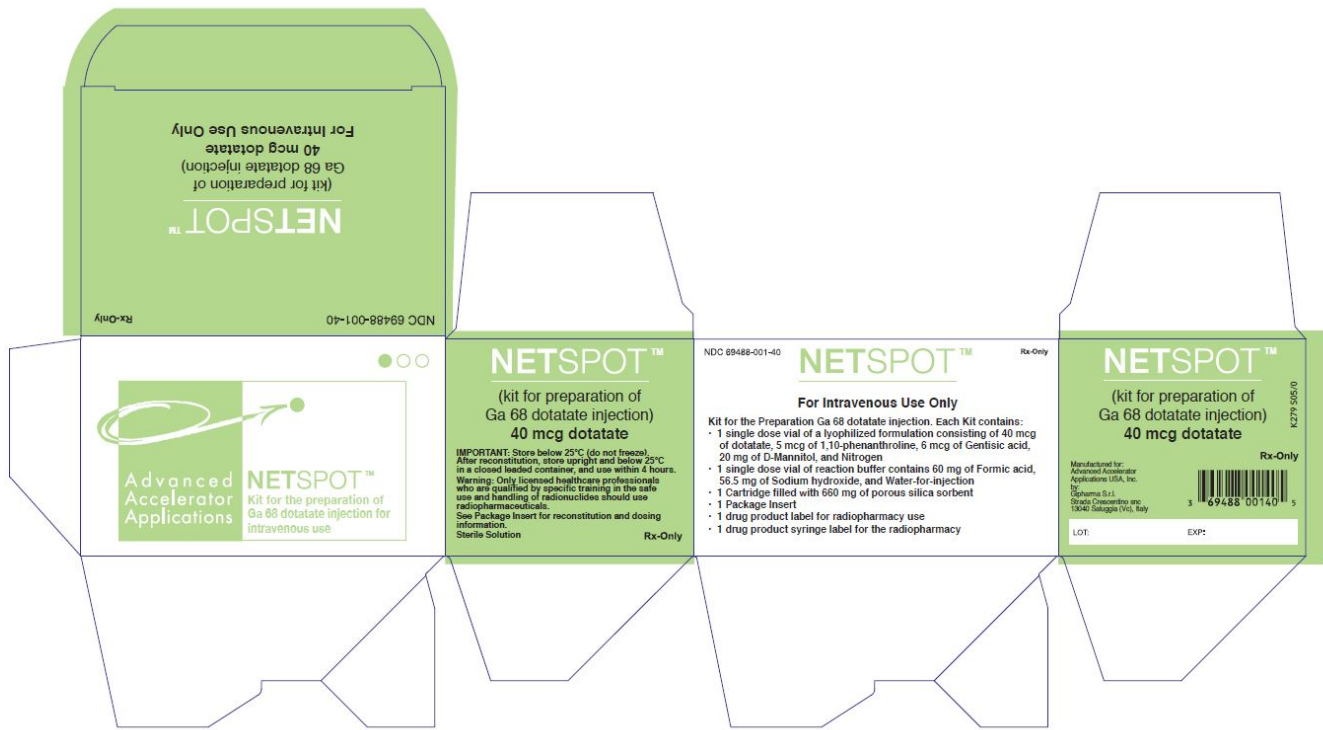 NDC 69488-001-40
Rx-Only
NETSPOT™
(kit for preparation of
Ga 68 dotatate injection)
40 mcg dotatate
For Intravenous Use Only
Advanced
Accelerator
Applications
NETSPOT™
Kit for the preparation of
Ga 68 dotatate injection for
intravenous use
NETSPOT™
(kit for preparation of
Ga 68 dotatate injection)
40 mcg dotatate
IMPORTANT: Store below 25°C (do not freeze).
After reconstitution, store upright and below 25°C
in a closed leaded container, and use within 4 hours.
Warning: Only licensed healthcare professionals
who are qualified by specific training in the safe
use and handling of radionuclides should use
radiopharmaceuticals.
See Package Insert for reconstitution and dosing
information.
Sterile Solution
Rx-Only
NDC 69488-001-40
NETSPOT™
Rx-Only
For Intravenous Use Only
Kit for the Preparation Ga 68 dotatate injection. Each Kit contains:
· 1 single dose vial of a lyophilized formulation consisting of 40 mcg
of dotatate, 5 mcg of 1,10-phenanthroline, 6 mcg of Gentisic acid,
20 mg of D-Mannitol, and Nitrogen
· 1 single dose vial of reaction buffer contains 60 mg of Formic acid,
56.5 mg of Sodium hydroxide, and Water-for-injection
· 1 Cartridge filled with 660 mg of porous silica sorbent
· 1 Package Insert
· 1 drug product label for radiopharmacy use
· 1 drug product syringe label for the radiopharmacy
NETSPOT™
(kit for preparation of
Ga 68 dotatate injection)
40 mcg dotatate
K279 S05/0
Rx-Only
Manufactured for:
Advanced Accelerator
Applications USA, Inc.
by:
Gipharma S.r.l.
Strada Crescentino snc
13040 Saluggia (Vc), Italy
3 69488 00140 5
LOT:
EXP: